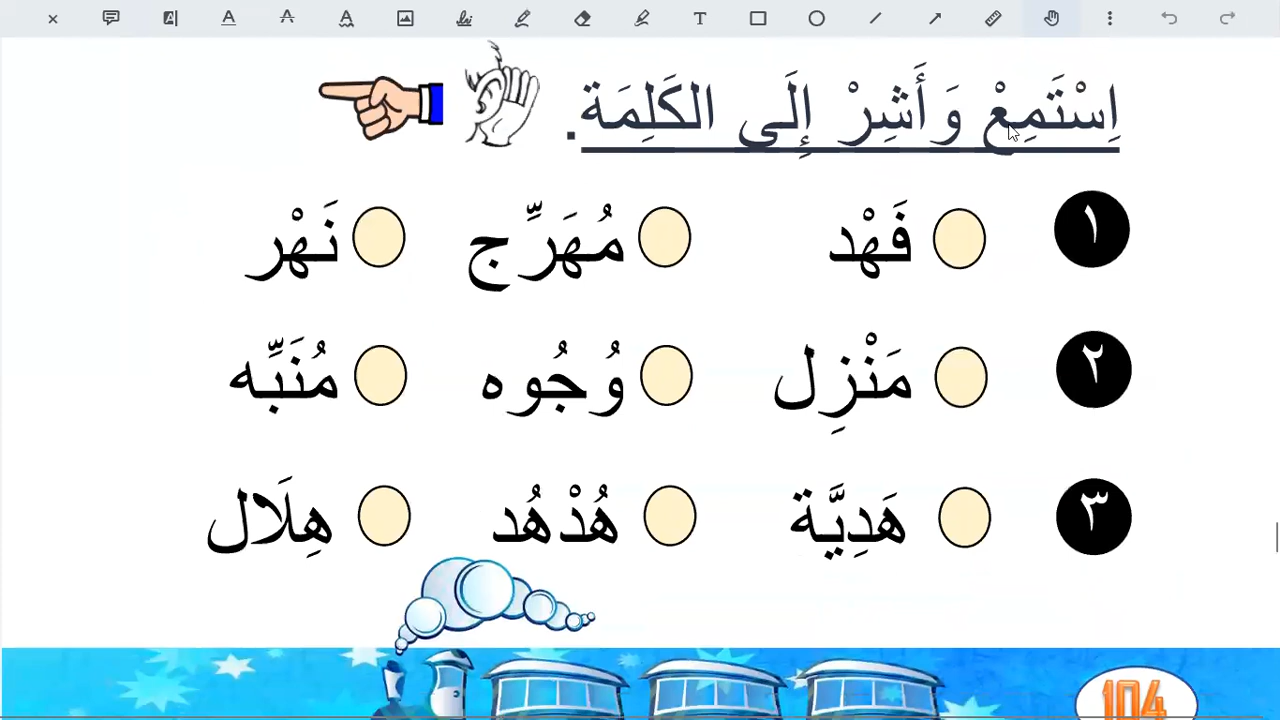 اِسْتَمِعْ وَأَشِرْ إِلَى الكَلِمَة.
١ فَهْد مُهَرِّج نَهْر
٢ مَنْزِل وُجُوه مُنَبِّه
٣ هَدِيَّة هُدْهُد هِلَال
104